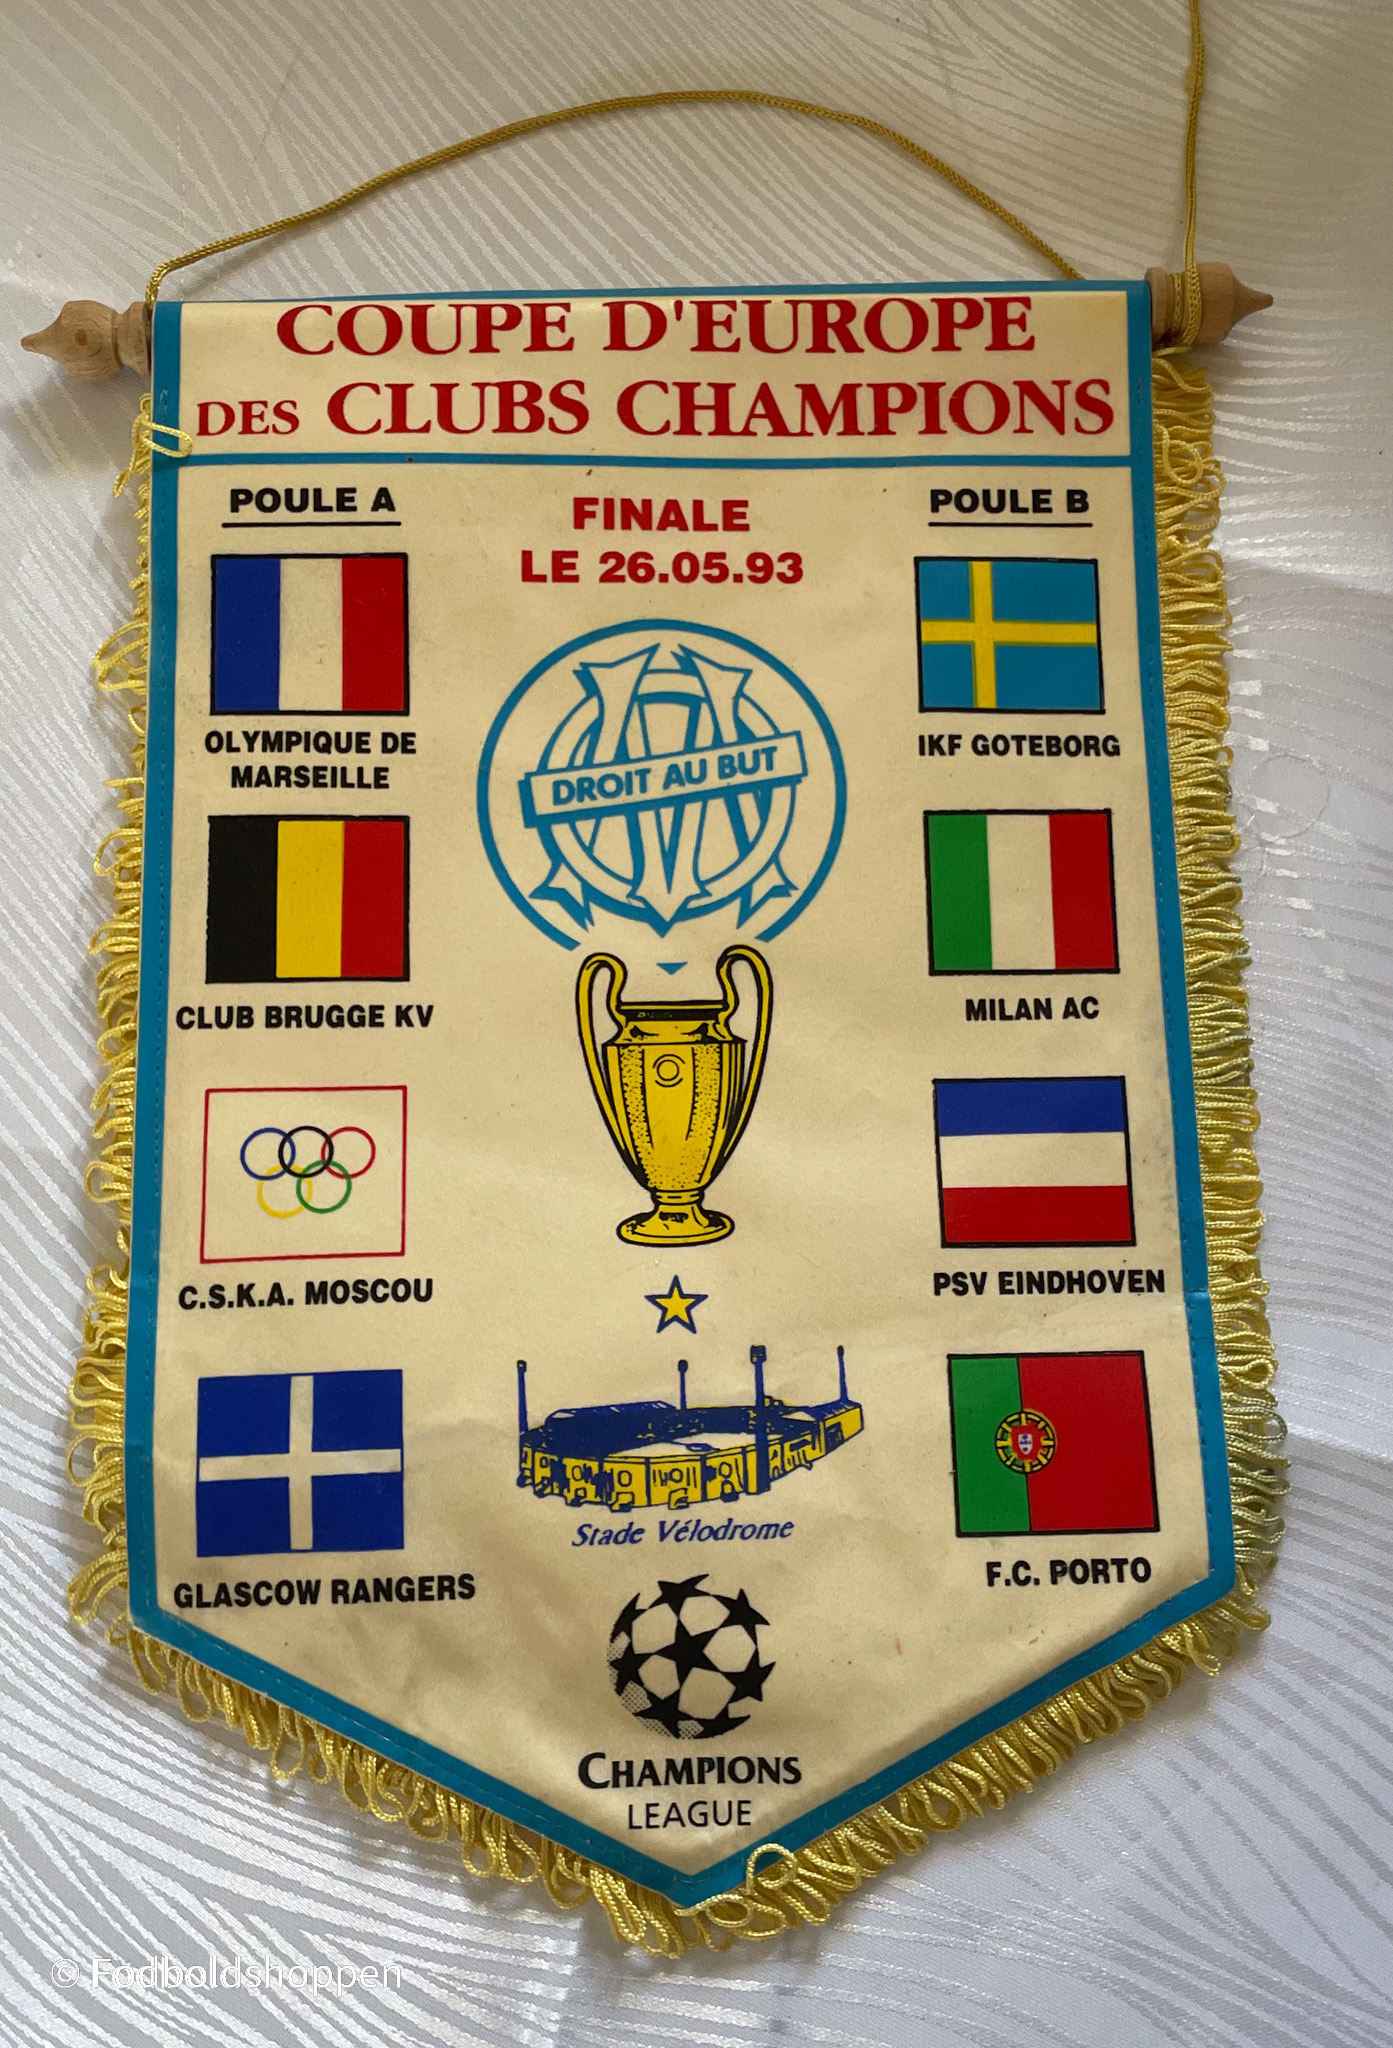 COUPE D'EUROPE
DES CLUBS CHAMPIONS
POULE A
FINALE
LE 26.05.93
POULE B
OLYMPIQUE DE
MARSEILLE
DROIT AU BUT
IKF GOTEBORG
CLUB BRUGGE KV
MILAN AC
C.S.K.A. MOSCOU
PSV EINDHOVEN
GLASCOW RANGERS
Stade Vélodrome
F.C. PORTO
CHAMPIONS
LEAGUE
© Fodboldshoppen